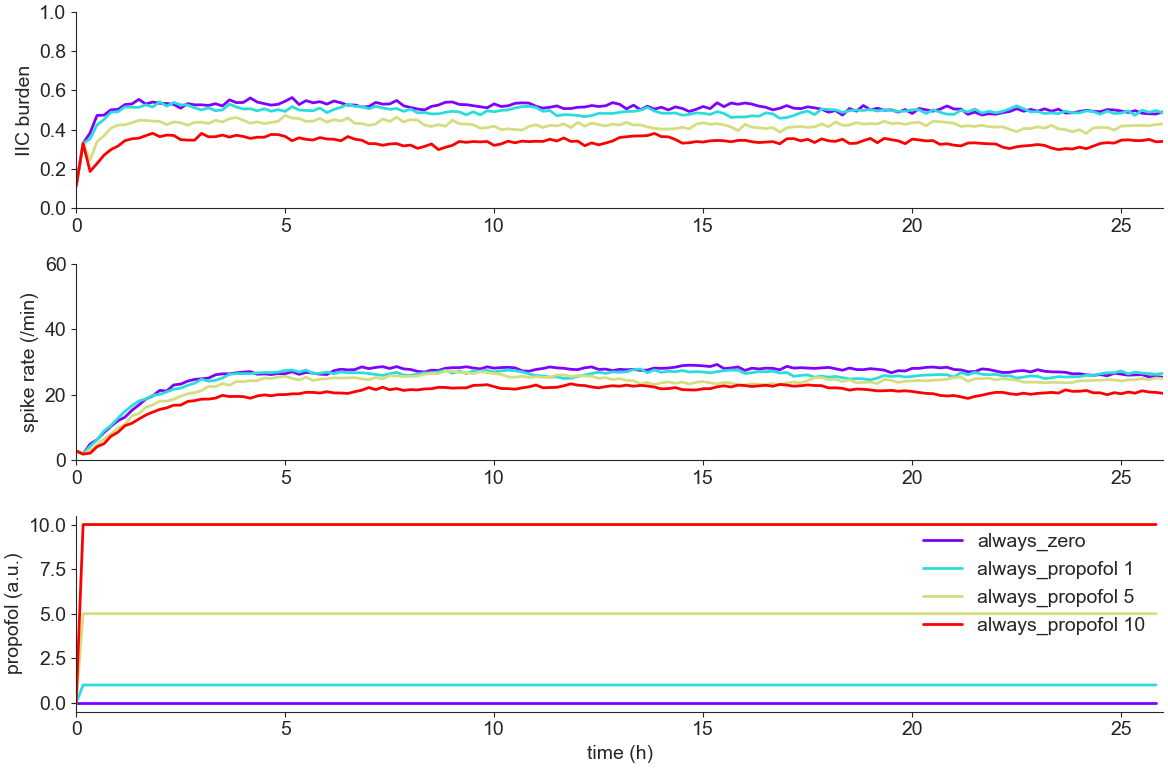 1.0
0.8
0.6
0.4
0.2
0.0
IIC burden
0 5 10 15 20 25
60
40
20
0
spike rate (/min)
0 5 10 15 20 25
10.0
7.5
5.0
2.5
0.0
propofol (a.u.)
always_zero
always_propofol 1
always_propofol 5
always_propofol 10
0 5 10 15 20 25
time (h)